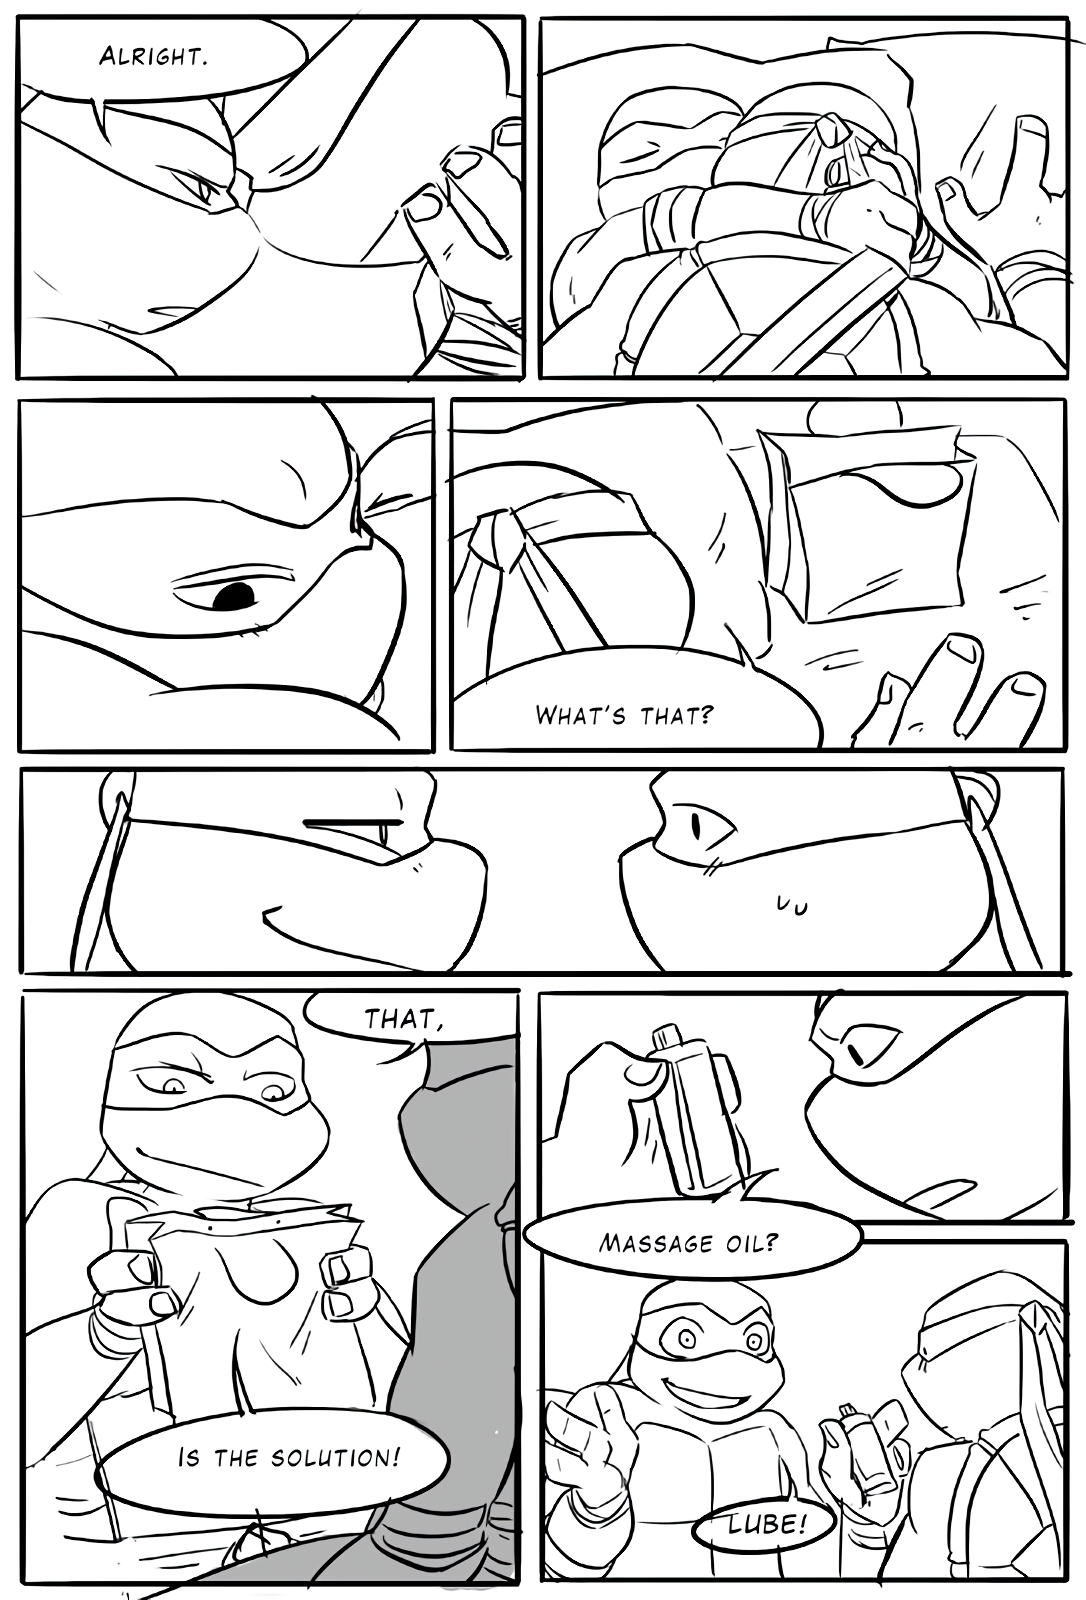 ALRIGHT.
WHAT'S THAT?
THAT,
IS THE SOLUTION!
MASSAGE OIL?
LUBE!